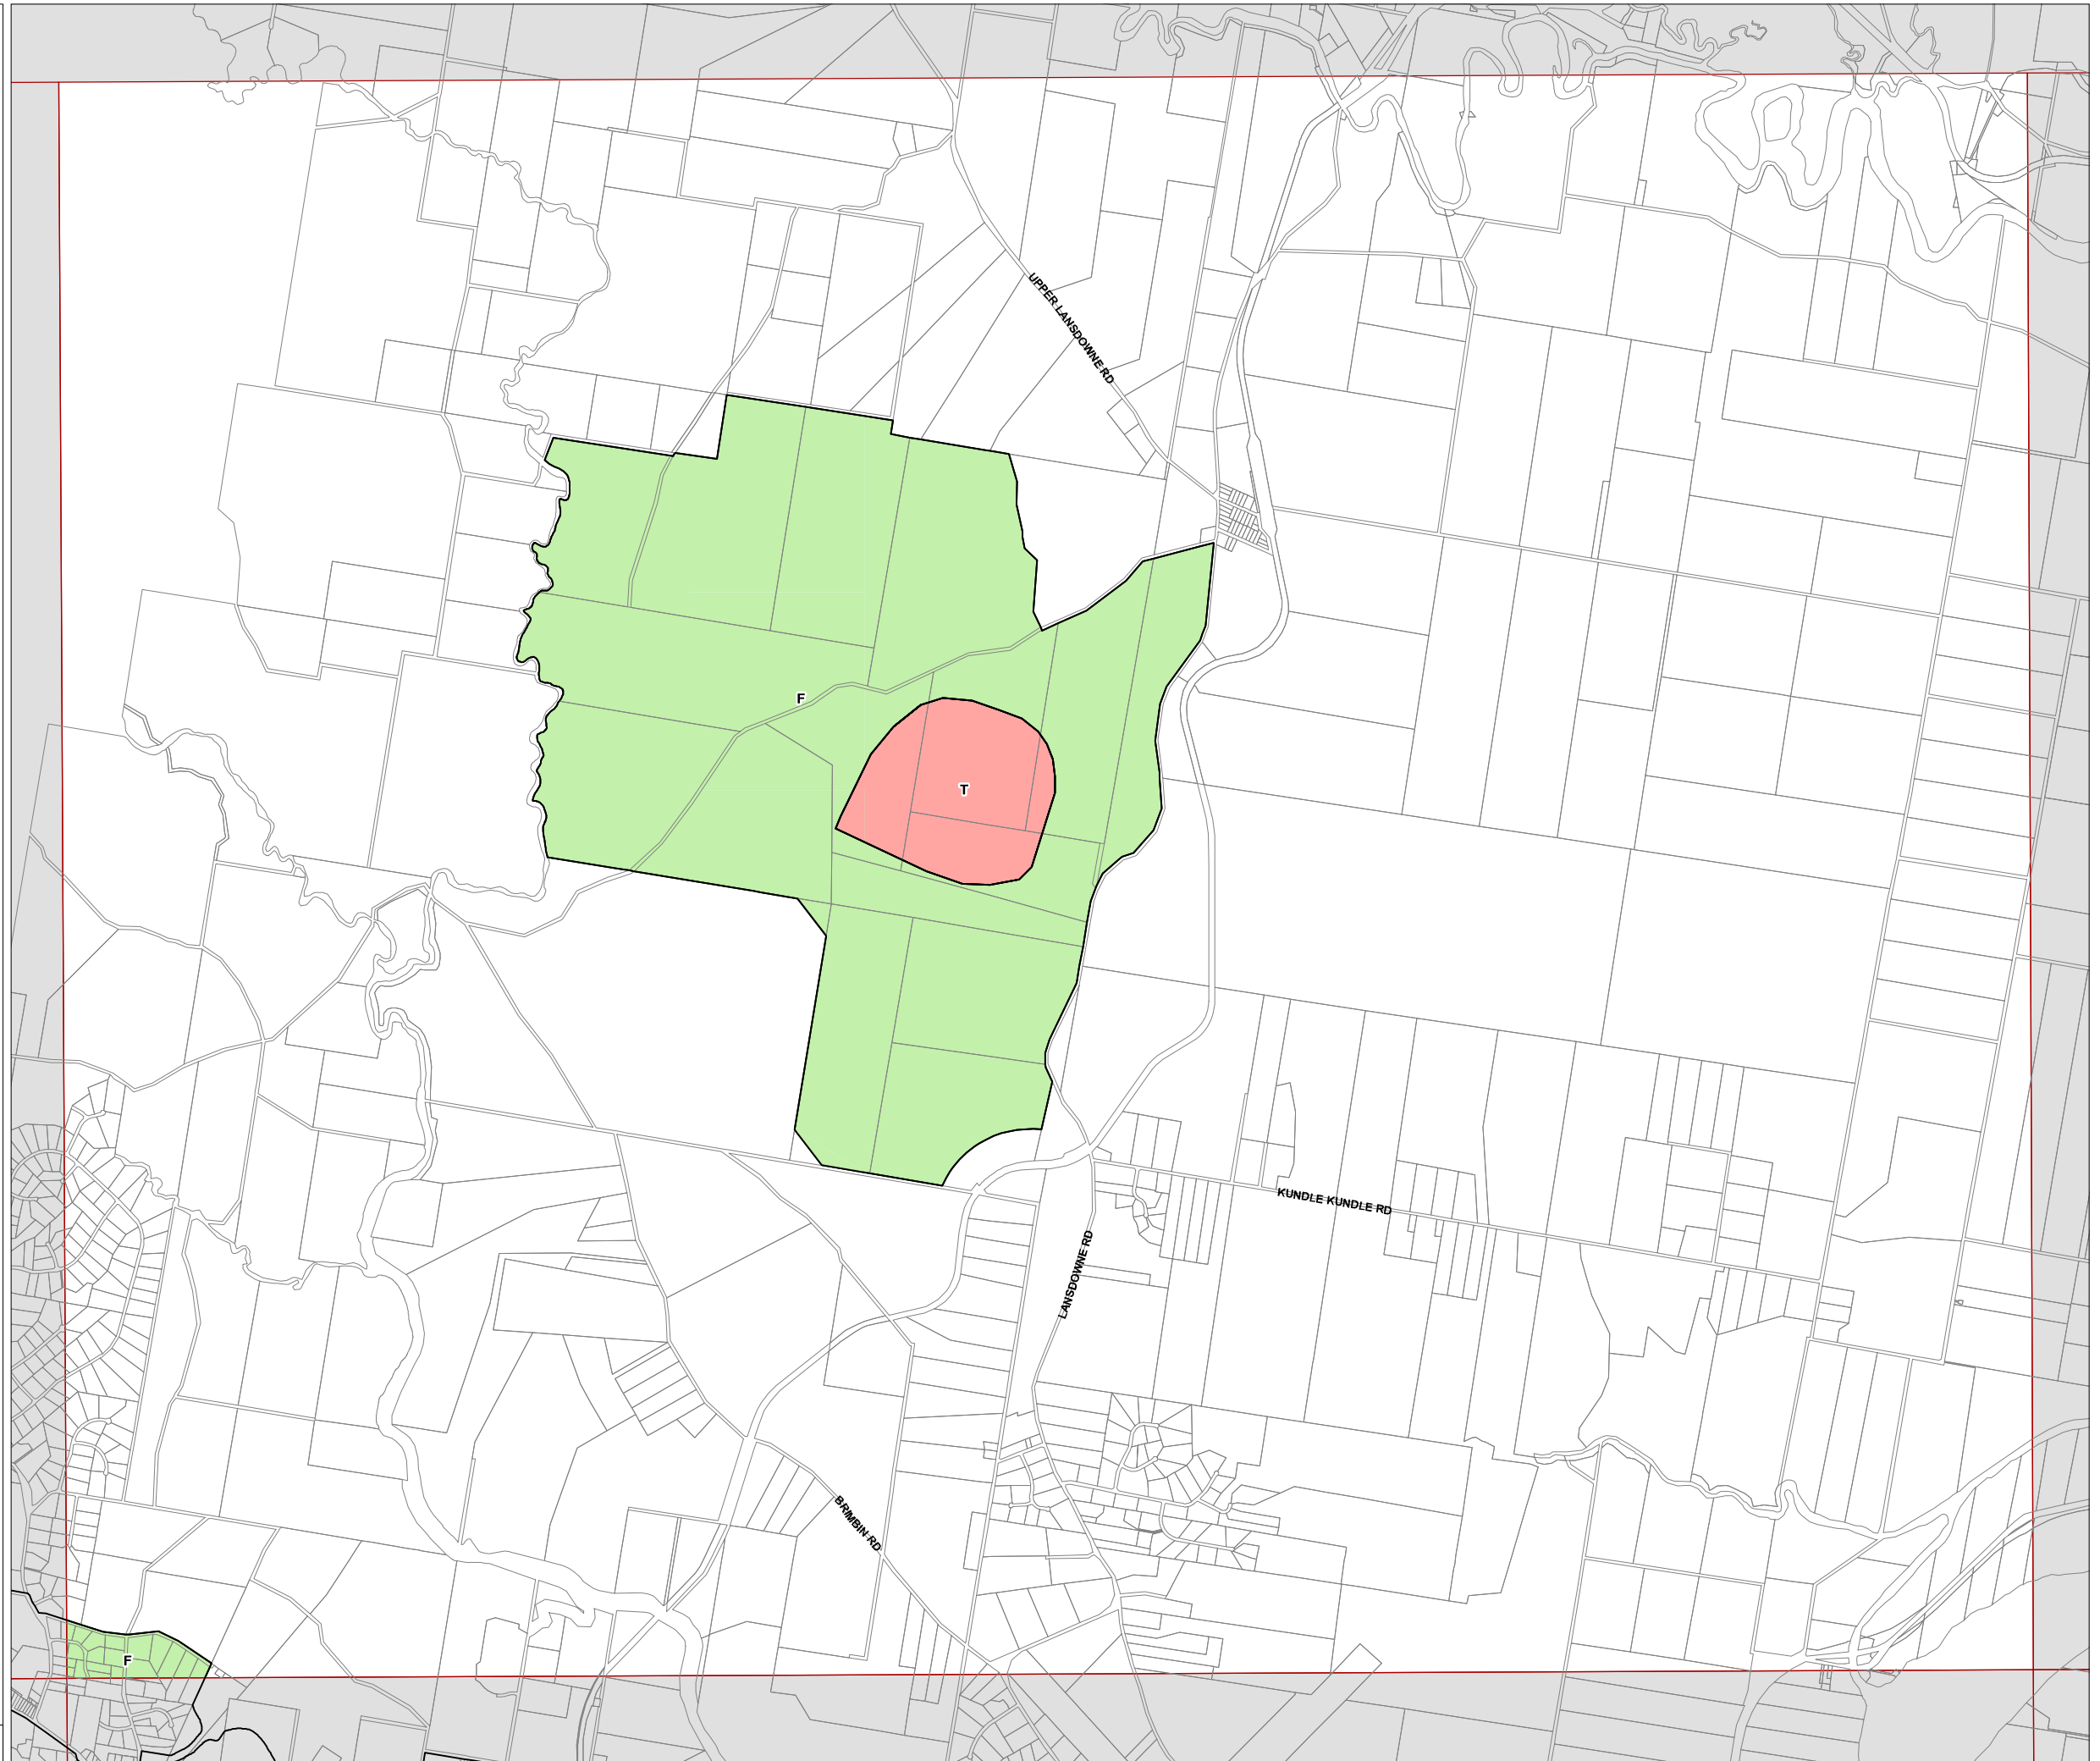 UPPER LANSDOWNE RD
F
T
KUNDLE KUNDLE RD
LANSDOWNE RD
BRIMBIN RD
F